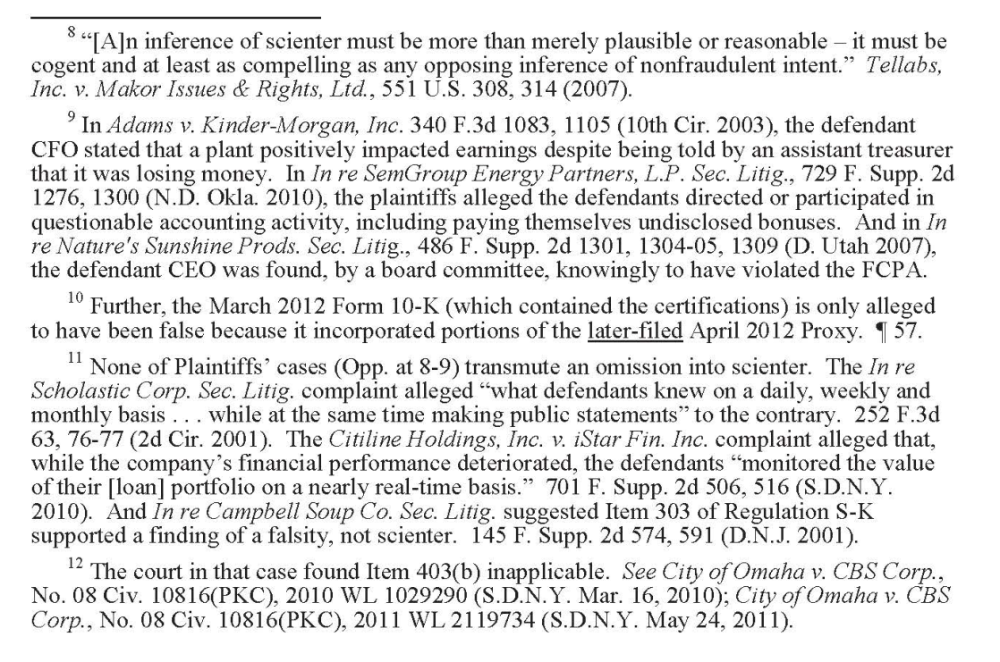 8 “[A]n inference of scienter must be more than merely plausible or reasonable – it must be
cogent and at least as compelling as any opposing inference of nonfraudulent intent.” Tellabs,
Inc. v. Makor Issues & Rights, Ltd., 551 U.S. 308, 314 (2007).
9 In Adams v. Kinder-Morgan, Inc. 340 F.3d 1083, 1105 (10th Cir. 2003), the defendant
CFO stated that a plant positively impacted earnings despite being told by an assistant treasurer
that it was losing money. In In re SemGroup Energy Partners, L.P. Sec. Litig., 729 F. Supp. 2d
1276, 1300 (N.D. Okla. 2010), the plaintiffs alleged the defendants directed or participated in
questionable accounting activity, including paying themselves undisclosed bonuses. And in In
re Nature's Sunshine Prods. Sec. Litig., 486 F. Supp. 2d 1301, 1304-05, 1309 (D. Utah 2007),
the defendant CEO was found, by a board committee, knowingly to have violated the FCPA.
10 Further, the March 2012 Form 10-K (which contained the certifications) is only alleged
to have been false because it incorporated portions of the later-filed April 2012 Proxy. ¶ 57.
11 None of Plaintiffs’ cases (Opp. at 8-9) transmute an omission into scienter. The In re
Scholastic Corp. Sec. Litig. complaint alleged “what defendants knew on a daily, weekly and
monthly basis . . . while at the same time making public statements” to the contrary. 252 F.3d
63, 76-77 (2d Cir. 2001). The Citiline Holdings, Inc. v. iStar Fin. Inc. complaint alleged that,
while the company’s financial performance deteriorated, the defendants “monitored the value
of their [loan] portfolio on a nearly real-time basis.” 701 F. Supp. 2d 506, 516 (S.D.N.Y.
2010). And In re Campbell Soup Co. Sec. Litig. suggested Item 303 of Regulation S-K
supported a finding of a falsity, not scienter. 145 F. Supp. 2d 574, 591 (D.N.J. 2001).
12 The court in that case found Item 403(b) inapplicable. See City of Omaha v. CBS Corp.,
No. 08 Civ. 10816(PKC), 2010 WL 1029290 (S.D.N.Y. Mar. 16, 2010); City of Omaha v. CBS
Corp., No. 08 Civ. 10816(PKC), 2011 WL 2119734 (S.D.N.Y. May 24, 2011).